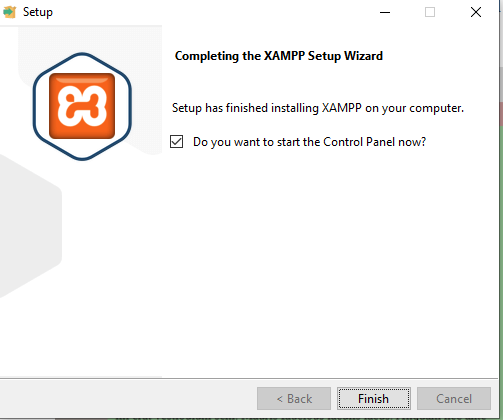 Setup
Completing the XAMPP Setup Wizard
Setup has finished installing XAMPP on your computer.
Do you want to start the Control Panel now?
< Back
Finish
Cancel